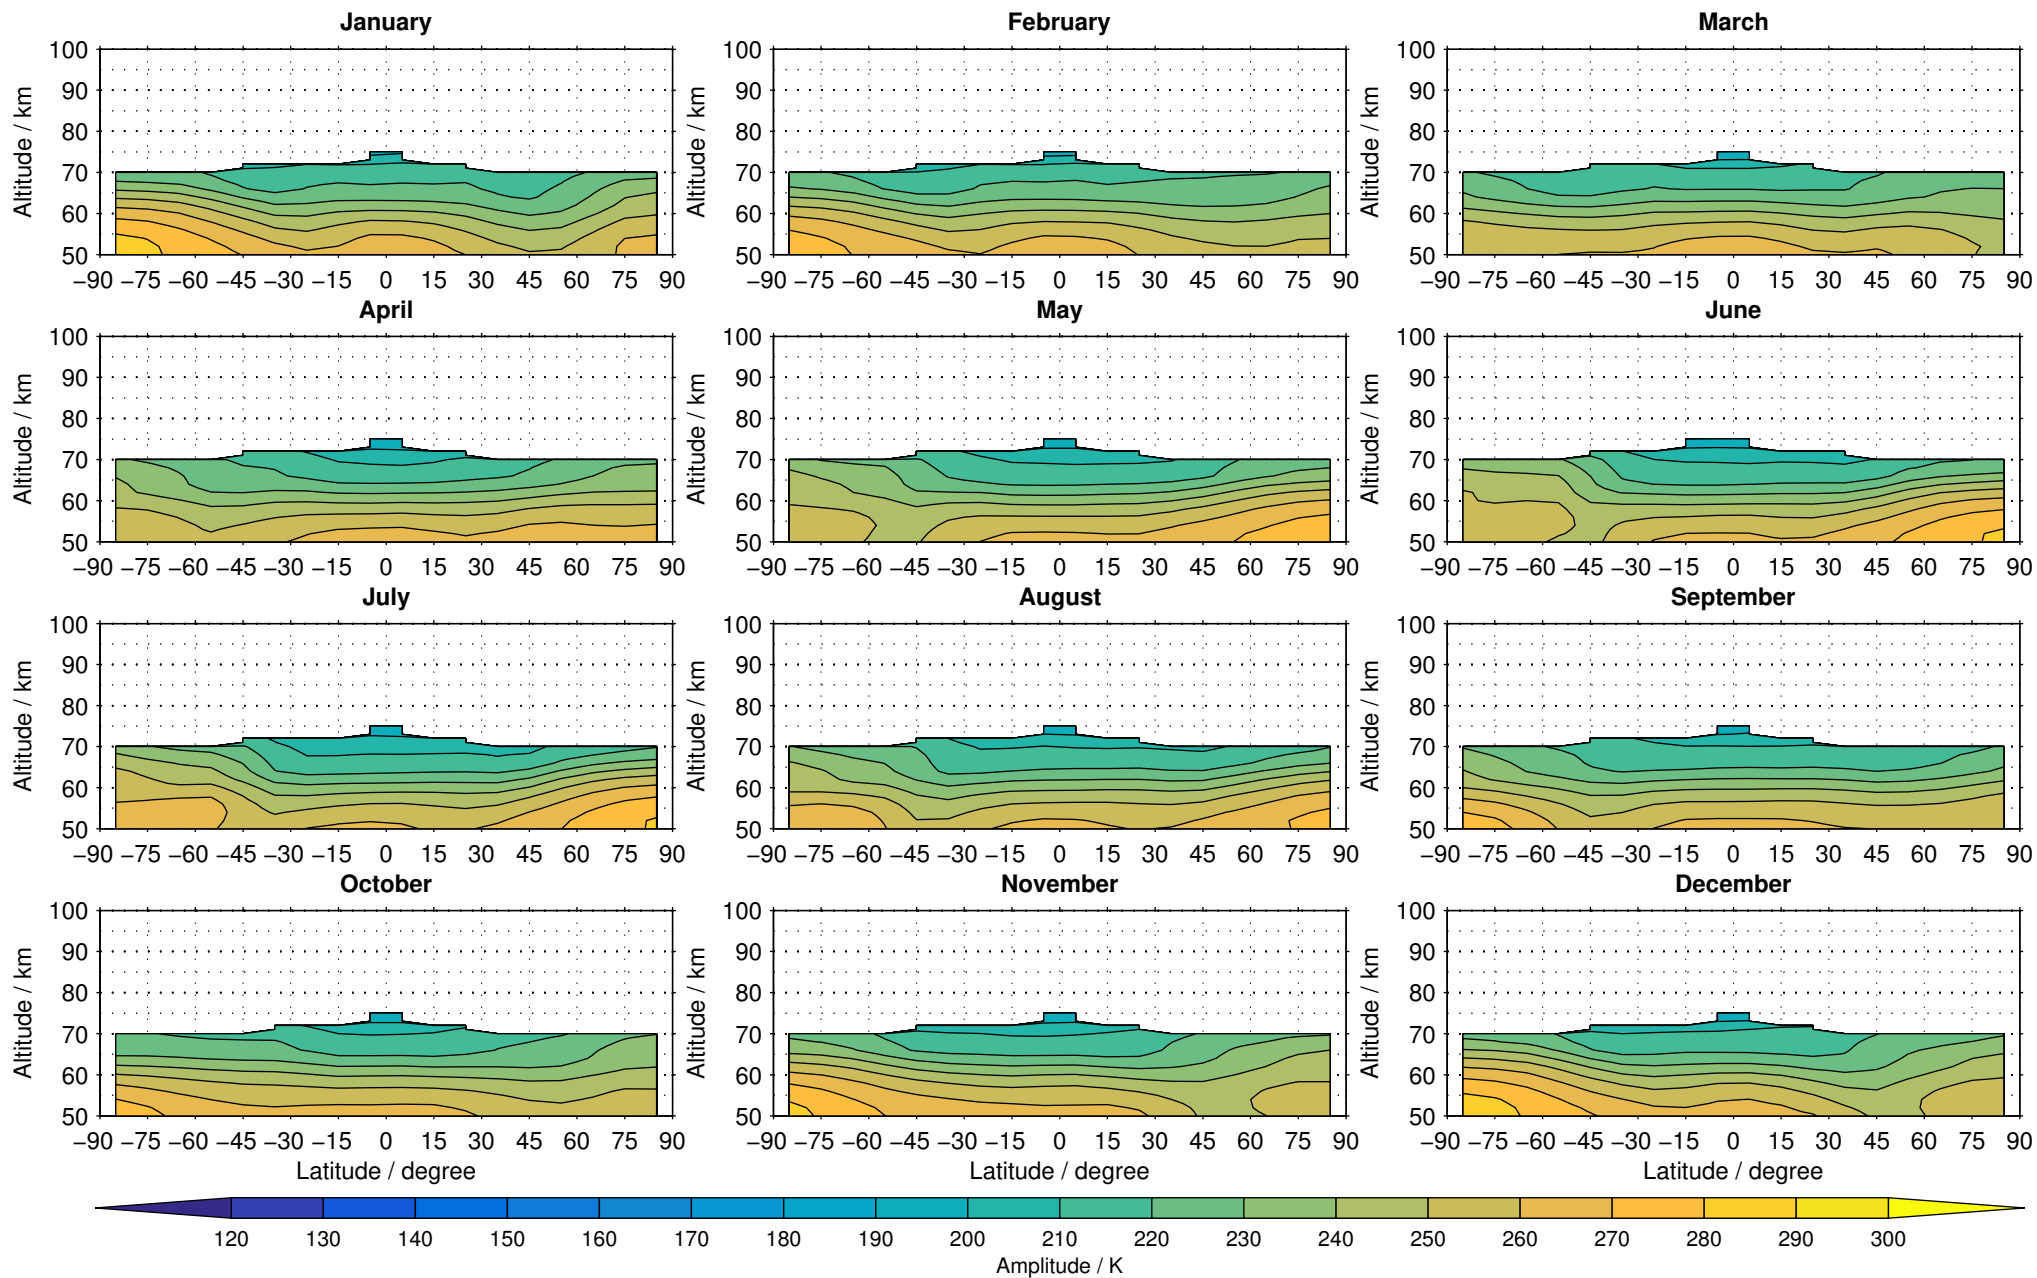 January February March
100 100 100
90 90 90
80 80 80
70 70 70
60 60 60
50 50 50
Altitude / km Altitude / km Altitude / km
−90 −75 −60 −45 −30 −15 0 15 30 45 60 75 90 −90 −75 −60 −45 −30 −15 0 15 30 45 60 75 90 −90 −75 −60 −45 −30 −15 0 15 30 45 60 75 90
April May June
100 100 100
90 90 90
80 80 80
70 70 70
60 60 60
50 50 50
Altitude / km Altitude / km Altitude / km
−90 −75 −60 −45 −30 −15 0 15 30 45 60 75 90 −90 −75 −60 −45 −30 −15 0 15 30 45 60 75 90 −90 −75 −60 −45 −30 −15 0 15 30 45 60 75 90
July August September
100 100 100
90 90 90
80 80 80
70 70 70
60 60 60
50 50 50
Altitude / km Altitude / km Altitude / km
−90 −75 −60 −45 −30 −15 0 15 30 45 60 75 90 −90 −75 −60 −45 −30 −15 0 15 30 45 60 75 90 −90 −75 −60 −45 −30 −15 0 15 30 45 60 75 90
October November December
100 100 100
90 90 90
80 80 80
70 70 70
60 60 60
50 50 50
Altitude / km Altitude / km Altitude / km
−90 −75 −60 −45 −30 −15 0 15 30 45 60 75 90 −90 −75 −60 −45 −30 −15 0 15 30 45 60 75 90 −90 −75 −60 −45 −30 −15 0 15 30 45 60 75 90
Latitude / degree Latitude / degree Latitude / degree
120 130 140 150 160 170 180 190 200 210 220 230 240 250 260 270 280 290 300
Amplitude / K